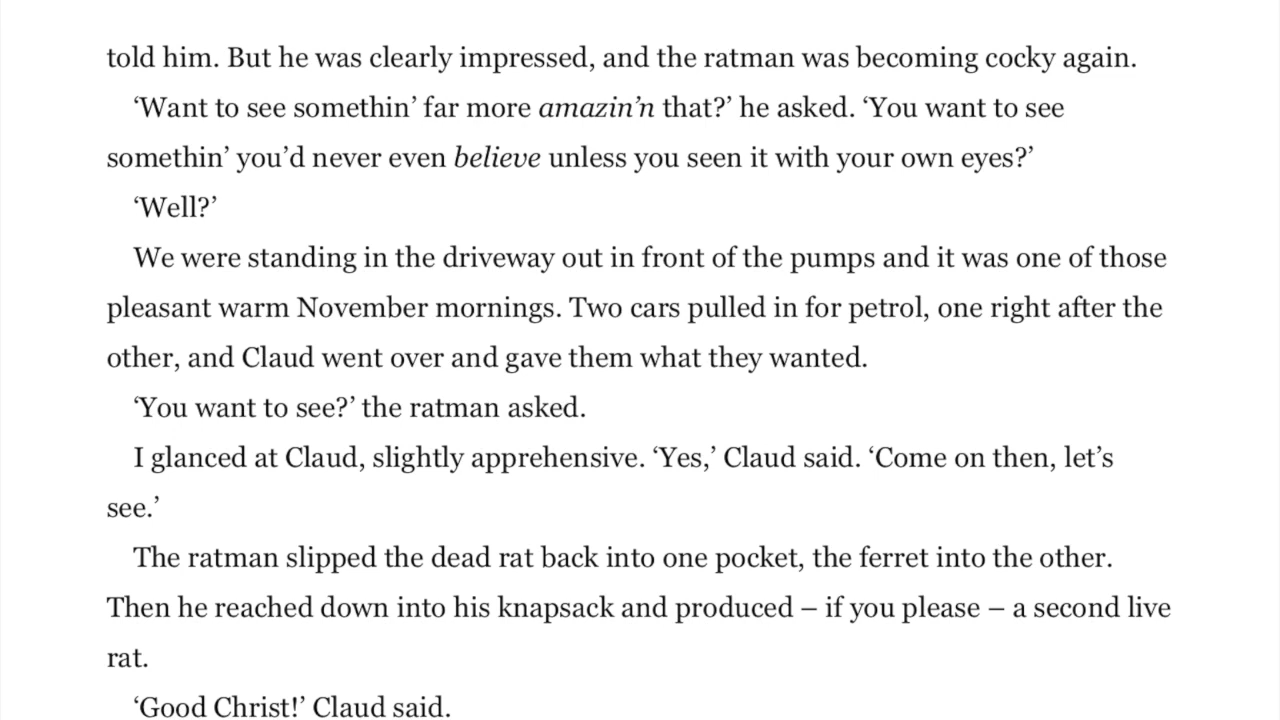 told him. But he was clearly impressed, and the ratman was becoming cocky again.
‘Want to see somethin’ far more amazin’n that?’ he asked. ‘You want to see
somethin’ you’d never even believe unless you seen it with your own eyes?’
‘Well?’
We were standing in the driveway out in front of the pumps and it was one of those
pleasant warm November mornings. Two cars pulled in for petrol, one right after the
other, and Claud went over and gave them what they wanted.
‘You want to see?’ the ratman asked.
I glanced at Claud, slightly apprehensive. ‘Yes,’ Claud said. ‘Come on then, let’s
see.’
The ratman slipped the dead rat back into one pocket, the ferret into the other.
Then he reached down into his knapsack and produced – if you please – a second live
rat.
‘Good Christ!’ Claud said.